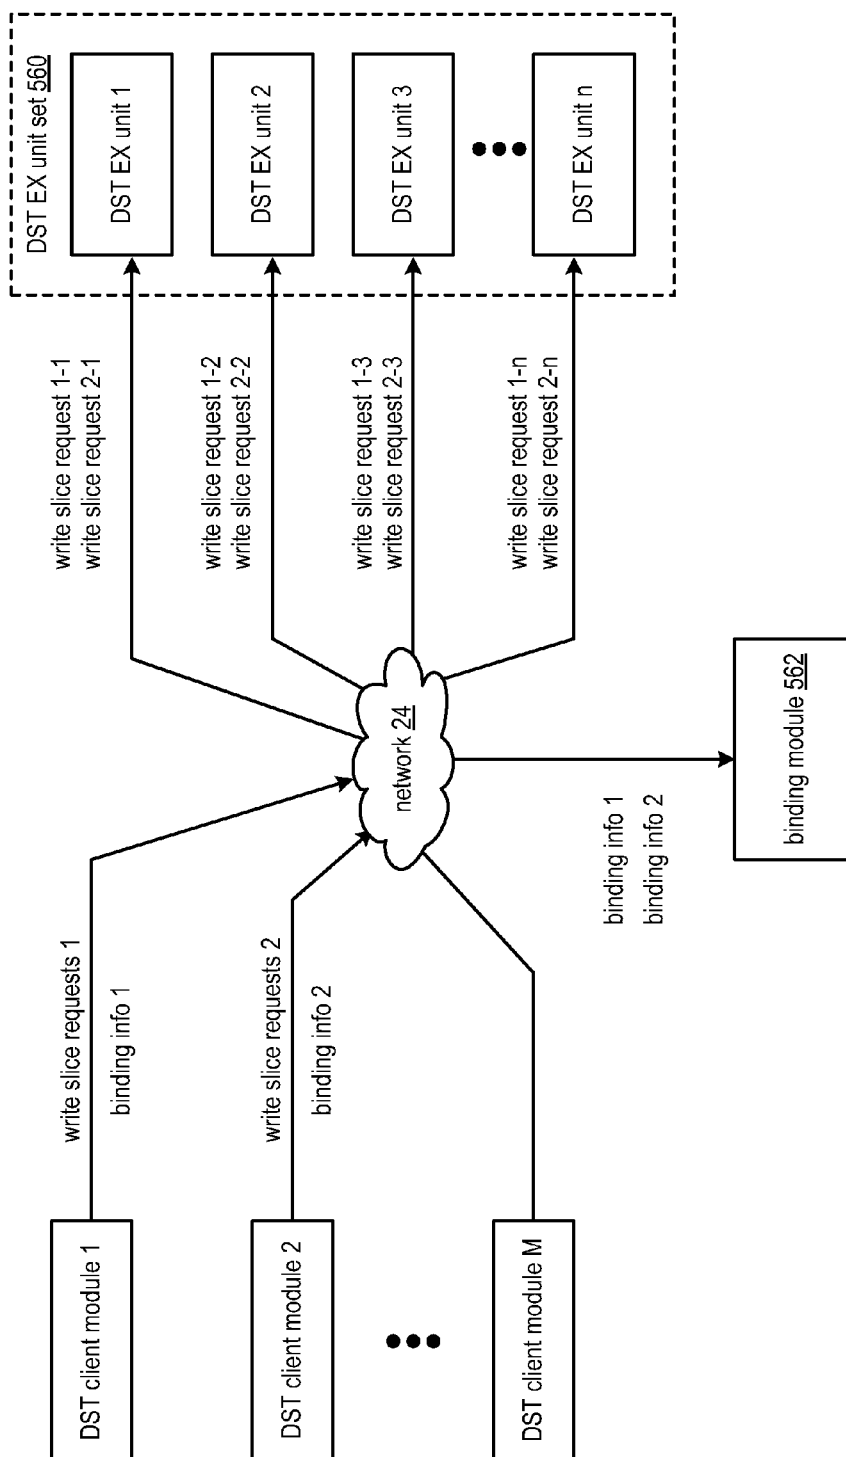 DST client module 1
write slice requests 1
binding info 1
DST client module 2
write slice requests 2
binding info 2
DST client module M
network 24
binding info 1
binding info 2
binding module 562
DST EX unit set 560
write slice request 1-1
write slice request 2-1
DST EX unit 1
write slice request 1-2
write slice request 2-2
DST EX unit 2
write slice request 1-3
write slice request 2-3
DST EX unit 3
write slice request 1-n
write slice request 2-n
DST EX unit n